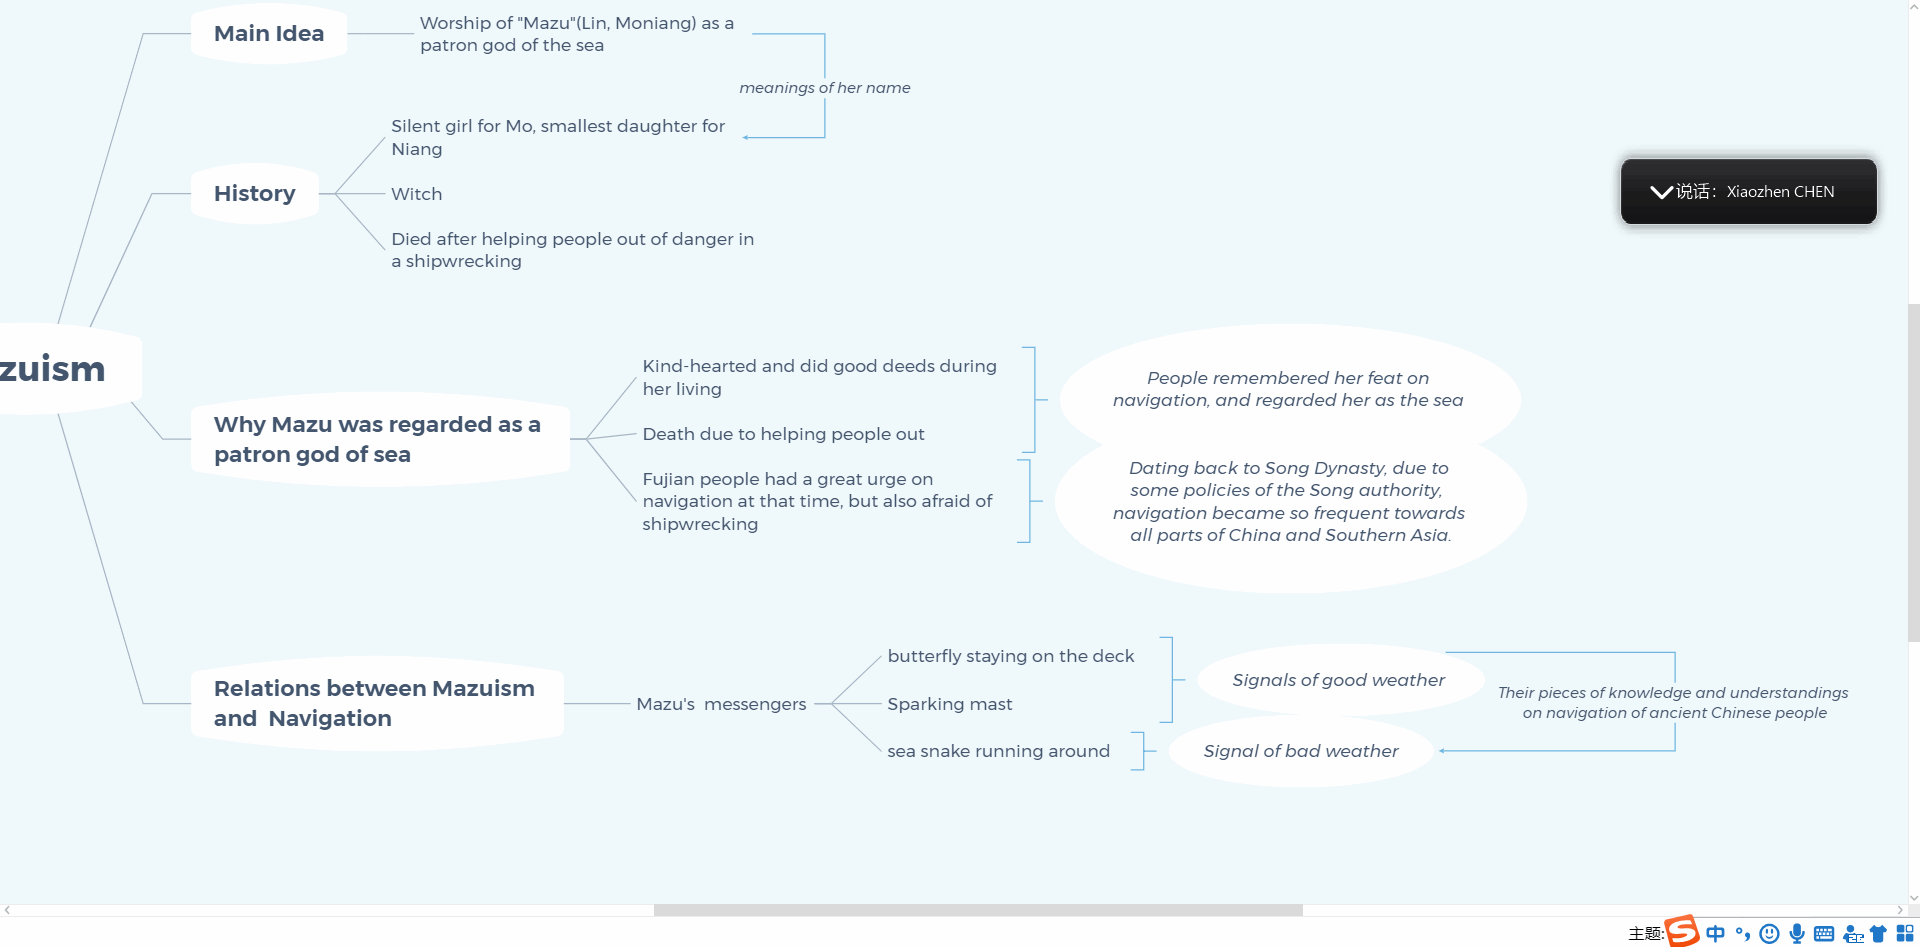 Main Idea
Worship of "Mazu"(Lin, Moniang) as a
patron god of the sea
meanings of her name
History
Silent girl for Mo, smallest daughter for
Niang
Witch
Died after helping people out of danger in
a shipwrecking
说话: Xiaozhen CHEN
zuism
Why Mazu was regarded as a
patron god of sea
Kind-hearted and did good deeds during
her living
Death due to helping people out
Fujian people had a great urge on
navigation at that time, but also afraid of
shipwrecking
People remembered her feat on
navigation, and regarded her as the sea
Dating back to Song Dynasty, due to
some policies of the Song authority,
navigation became so frequent towards
all parts of China and Southern Asia.
Relations between Mazuism
and  Navigation
Mazu's  messengers
butterfly staying on the deck
Sparking mast
sea snake running around
Signals of good weather
Signal of bad weather
Their pieces of knowledge and understandings
on navigation of ancient Chinese people
主题:
中